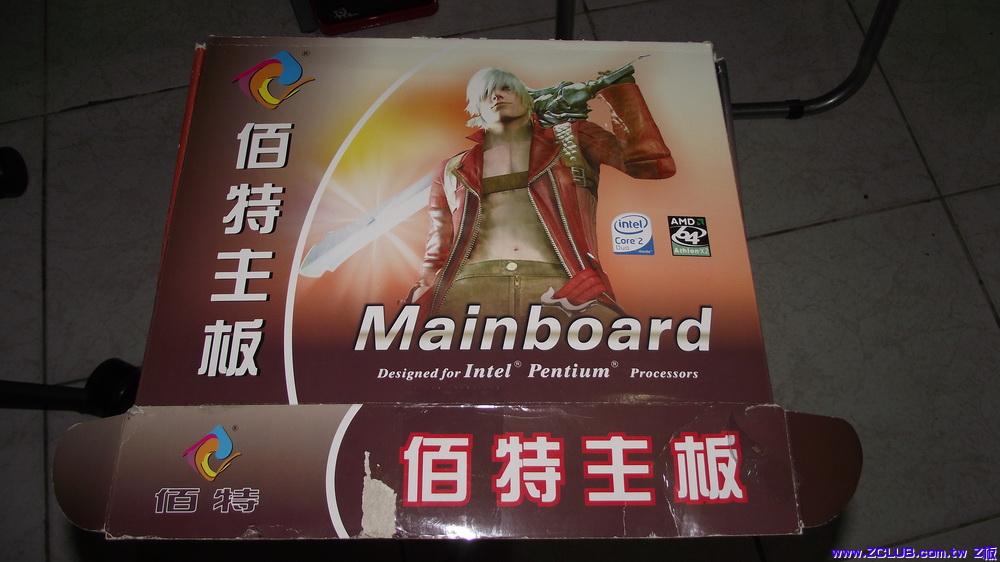 佰特主板
intel
Core 2
Duo
AMD
64
Athlon X2
Mainboard
Designed for Intel® Pentium® Processors
佰特
佰特主板
www.ZCLUB.com.tw Z板